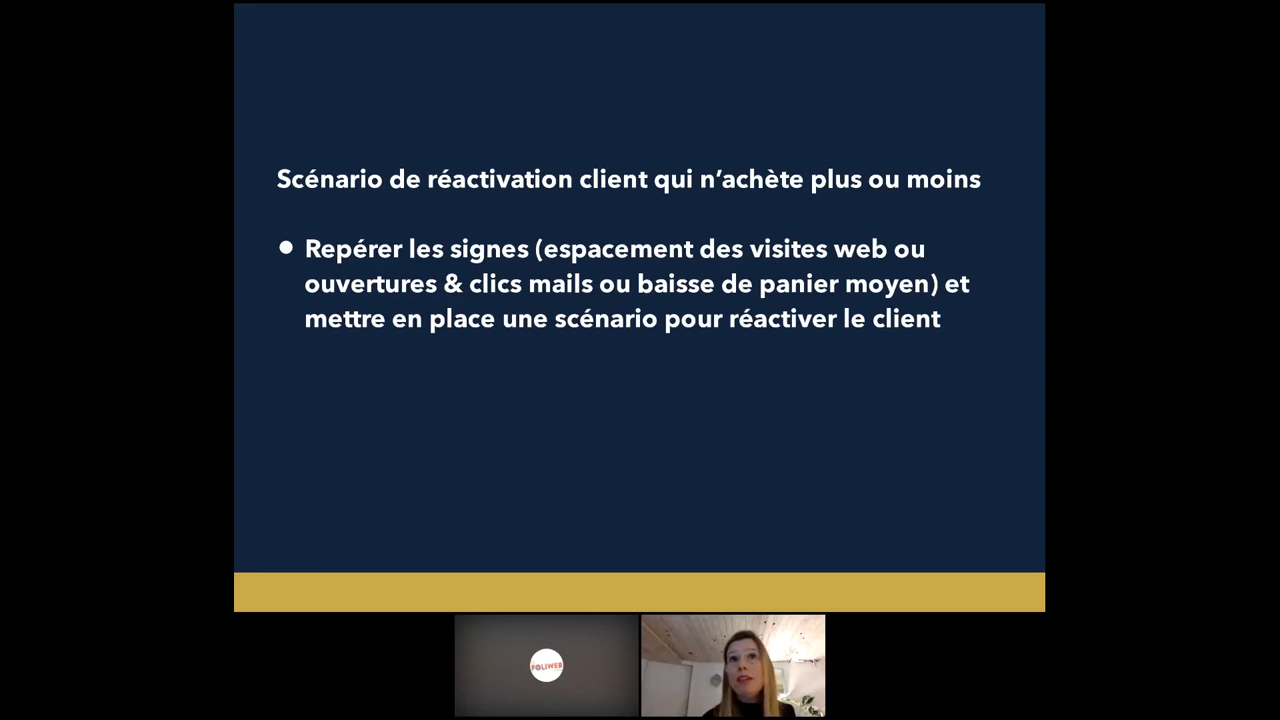 Scénario de réactivation client qui n’achète plus ou moins
● Repérer les signes (espacement des visites web ou
ouvertures & clics mails ou baisse de panier moyen) et
mettre en place une scénario pour réactiver le client
FOLIWEB